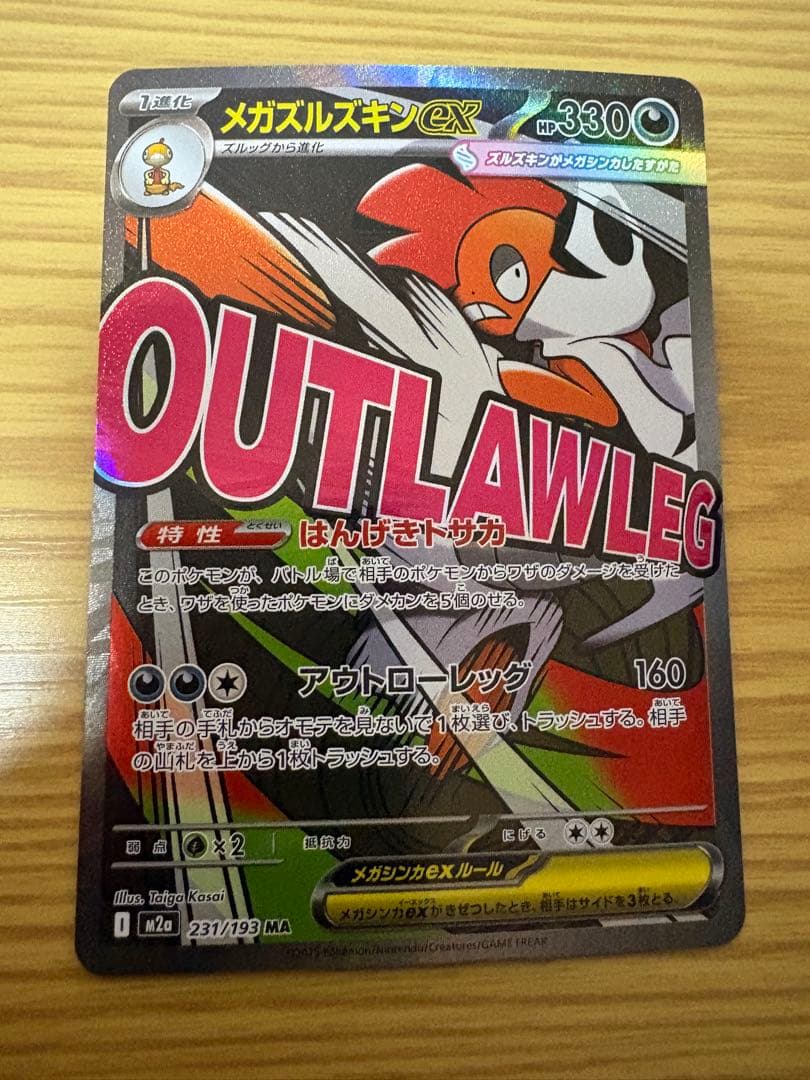 1進化
メガズルズキンex
HP330
ズルッグから進化
ズルズキンがメガシンカしたすがた
OUTLAWLEG
特性 とくせい はんげきトサカ
このポケモンが、バトル場で相手のポケモンからワザのダメージを受けた
とき、ワザを使ったポケモンにダメカンを5個のせる。
アウトローレッグ 160
相手の手札からオモテを見ないで1枚選び、トラッシュする。相手
の山札を上から1枚トラッシュする。
弱点 ×2 抵抗力 にげる
メガシンカexルール
メガシンカexがきぜつしたとき、相手はサイドを3枚とる。
Illus. Taiga Kasai
I m2a 231/193 MA
©2025 Pokémon/Nintendo/Creatures/GAME FREAK